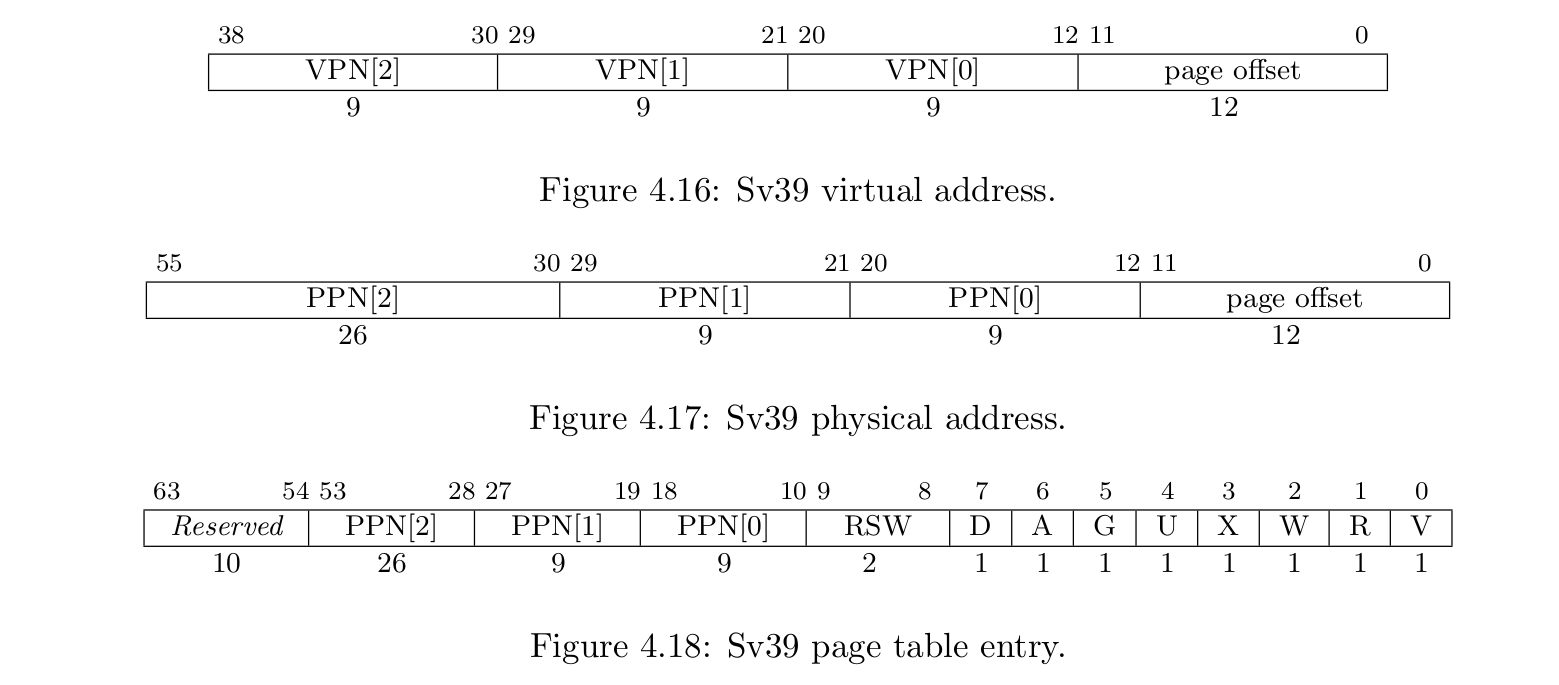 38 30 29 21 20 12 11 0
VPN[2] VPN[1] VPN[0] page offset
9 9 9 12
Figure 4.16: Sv39 virtual address.
55 30 29 21 20 12 11 0
PPN[2] PPN[1] PPN[0] page offset
26 9 9 12
Figure 4.17: Sv39 physical address.
63 54 53 28 27 19 18 10 9 8 7 6 5 4 3 2 1 0
Reserved PPN[2] PPN[1] PPN[0] RSW D A G U X W R V
10 26 9 9 2 1 1 1 1 1 1 1 1
Figure 4.18: Sv39 page table entry.